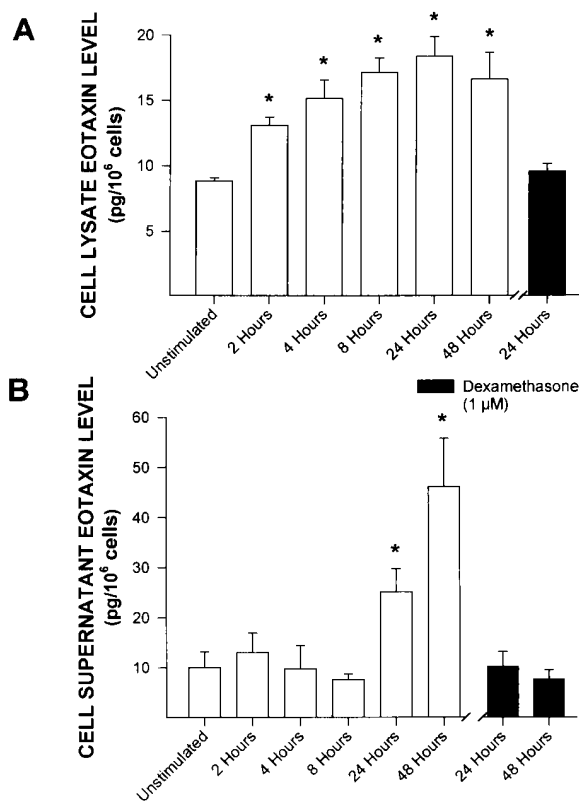 A
CELL LYSATE EOTAXIN LEVEL
(pg/10⁶ cells)
20
15
10
5
*
*
*
*
*
Unstimulated
2 Hours
4 Hours
8 Hours
24 Hours
48 Hours
24 Hours
B
Dexamethasone
(1 µM)
CELL SUPERNATANT EOTAXIN LEVEL
(pg/10⁶ cells)
60
50
40
30
20
10
*
*
Unstimulated
2 Hours
4 Hours
8 Hours
24 Hours
48 Hours
24 Hours
48 Hours